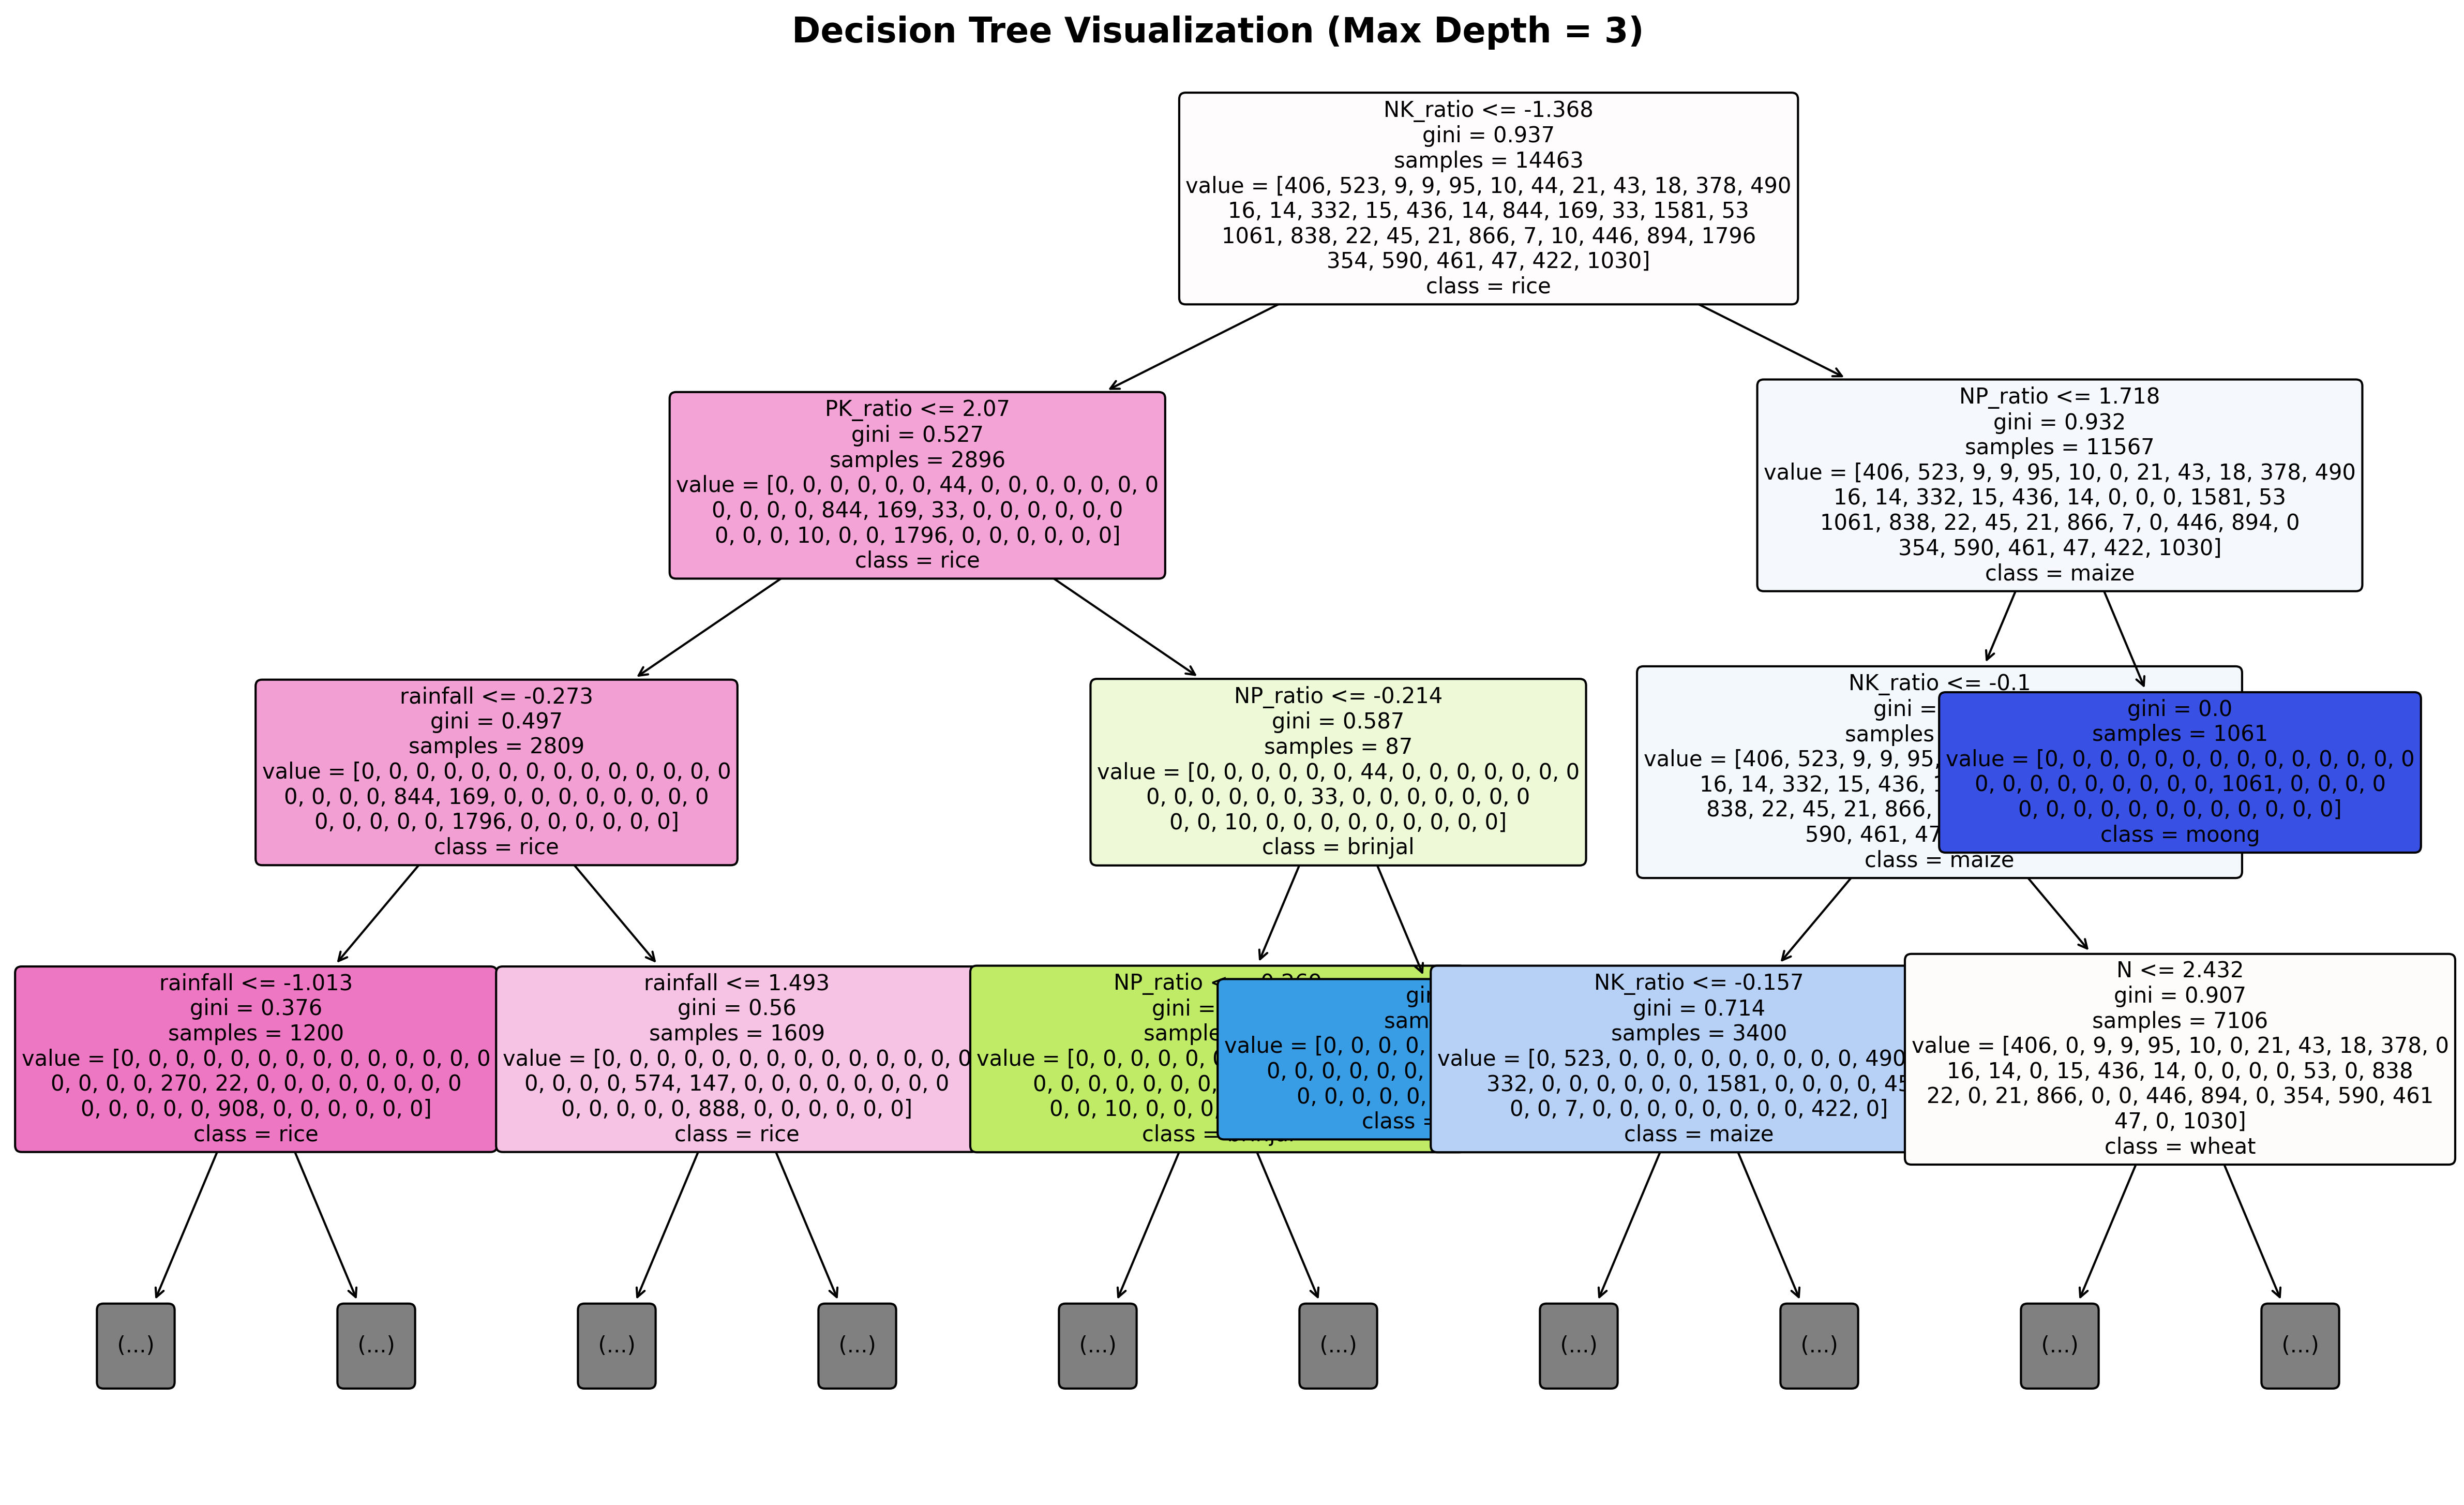 Decision Tree Visualization (Max Depth = 3)
NK_ratio <= -1.368
gini = 0.937
samples = 14463
value = [406, 523, 9, 9, 95, 10, 44, 21, 43, 18, 378, 490
16, 14, 332, 15, 436, 14, 844, 169, 33, 1581, 53
1061, 838, 22, 45, 21, 866, 7, 10, 446, 894, 1796
354, 590, 461, 47, 422, 1030]
class = rice
PK_ratio <= 2.07
gini = 0.527
samples = 2896
value = [0, 0, 0, 0, 0, 0, 44, 0, 0, 0, 0, 0, 0, 0
0, 0, 0, 0, 844, 169, 33, 0, 0, 0, 0, 0, 0
0, 0, 0, 10, 0, 0, 1796, 0, 0, 0, 0, 0, 0]
class = rice
NP_ratio <= 1.718
gini = 0.932
samples = 11567
value = [406, 523, 9, 9, 95, 10, 0, 21, 43, 18, 378, 490
16, 14, 332, 15, 436, 14, 0, 0, 0, 1581, 53
1061, 838, 22, 45, 21, 866, 7, 0, 446, 894, 0
354, 590, 461, 47, 422, 1030]
class = maize
rainfall <= -0.273
gini = 0.497
samples = 2809
value = [0, 0, 0, 0, 0, 0, 0, 0, 0, 0, 0, 0, 0, 0
0, 0, 0, 0, 844, 169, 0, 0, 0, 0, 0, 0, 0, 0
0, 0, 0, 0, 0, 1796, 0, 0, 0, 0, 0, 0]
class = rice
NP_ratio <= -0.214
gini = 0.587
samples = 87
value = [0, 0, 0, 0, 0, 0, 44, 0, 0, 0, 0, 0, 0, 0
0, 0, 0, 0, 0, 0, 33, 0, 0, 0, 0, 0, 0, 0
0, 0, 10, 0, 0, 0, 0, 0, 0, 0, 0, 0]
class = brinjal
NK_ratio <= -0.1
gini =
samples
value = [406, 523, 9, 9, 95,
16, 14, 332, 15, 436,
838, 22, 45, 21, 866,
590, 461, 47
class = maize
gini = 0.0
samples = 1061
value = [0, 0, 0, 0, 0, 0, 0, 0, 0, 0, 0, 0, 0, 0
0, 0, 0, 0, 0, 0, 0, 0, 0, 1061, 0, 0, 0, 0
0, 0, 0, 0, 0, 0, 0, 0, 0, 0, 0, 0]
class = moong
rainfall <= -1.013
gini = 0.376
samples = 1200
value = [0, 0, 0, 0, 0, 0, 0, 0, 0, 0, 0, 0, 0, 0
0, 0, 0, 0, 270, 22, 0, 0, 0, 0, 0, 0, 0, 0
0, 0, 0, 0, 0, 908, 0, 0, 0, 0, 0, 0]
class = rice
rainfall <= 1.493
gini = 0.56
samples = 1609
value = [0, 0, 0, 0, 0, 0, 0, 0, 0, 0, 0, 0, 0, 0
0, 0, 0, 0, 574, 147, 0, 0, 0, 0, 0, 0, 0, 0
0, 0, 0, 0, 0, 888, 0, 0, 0, 0, 0, 0]
class = rice
NP_ratio
gini =
value = [0, 0, 0, 0, 0,
0, 0, 0, 0, 0, 0, 0,
0, 0, 10, 0, 0, 0,
class = brinjal
value = [0, 0, 0, 0,
0, 0, 0, 0, 0, 0,
0, 0, 0, 0, 0,
class =
NK_ratio <= -0.157
gini = 0.714
samples = 3400
value = [0, 523, 0, 0, 0, 0, 0, 0, 0, 0, 0, 490
332, 0, 0, 0, 0, 0, 0, 1581, 0, 0, 0, 0, 45
0, 0, 7, 0, 0, 0, 0, 0, 0, 0, 0, 422, 0]
class = maize
N <= 2.432
gini = 0.907
samples = 7106
value = [406, 0, 9, 9, 95, 10, 0, 21, 43, 18, 378, 0
16, 14, 0, 15, 436, 14, 0, 0, 0, 0, 53, 0, 838
22, 0, 21, 866, 0, 0, 446, 894, 0, 354, 590, 461
47, 0, 1030]
class = wheat
(...)
(...)
(...)
(...)
(...)
(...)
(...)
(...)
(...)
(...)